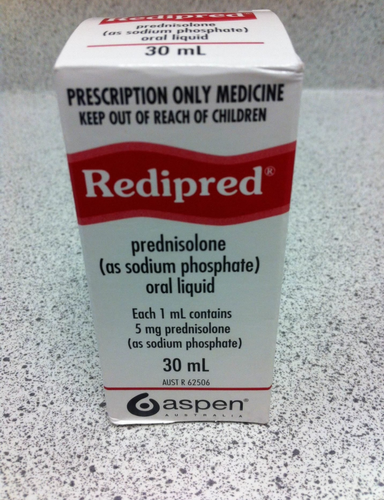 Redipred
prednisolone
(as sodium phosphate)
oral liquid
30 mL
PRESCRIPTION ONLY MEDICINE
KEEP OUT OF REACH OF CHILDREN
Redipred®
prednisolone
(as sodium phosphate)
oral liquid
Each 1 mL contains
5 mg prednisolone
(as sodium phosphate)
30 mL
AUST R 62506
aspen®
AUSTRALIA